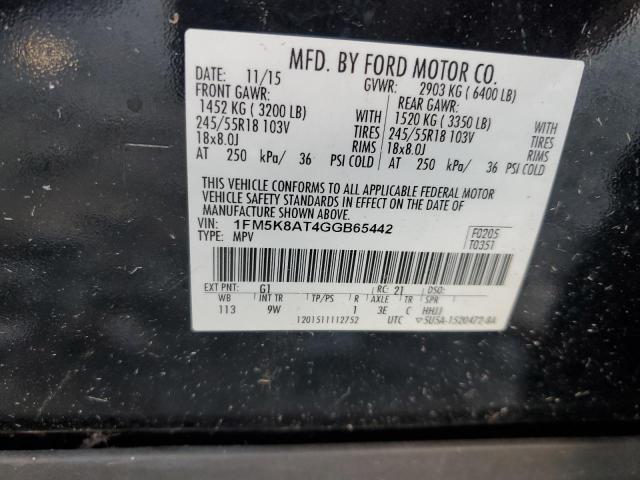 MFD. BY FORD MOTOR CO.
DATE: 11/15 GVWR: 2903 KG ( 6400 LB)
FRONT GAWR: REAR GAWR:
1452 KG ( 3200 LB) WITH 1520 KG ( 3350 LB) WITH
245/55R18 103V TIRES 245/55R18 103V TIRES
18x8.0J RIMS 18x8.0J RIMS
AT 250 kPa/ 36 PSI COLD AT 250 kPa/ 36 PSI COLD
THIS VEHICLE CONFORMS TO ALL APPLICABLE FEDERAL MOTOR
VEHICLE SAFETY STANDARDS IN EFFECT ON THE DATE OF
MANUFACTURE SHOWN ABOVE.
VIN: 1FM5K8AT4GGB65442 F0205
TYPE: MPV T0351
EXT PNT: G1 RC: 21 DSO:
WB INT TR TP/PS R AXLE TR SPR
113 9W 1 3E C HHJJ
1201511112752 UTC ▽5U5A-1520472-AA